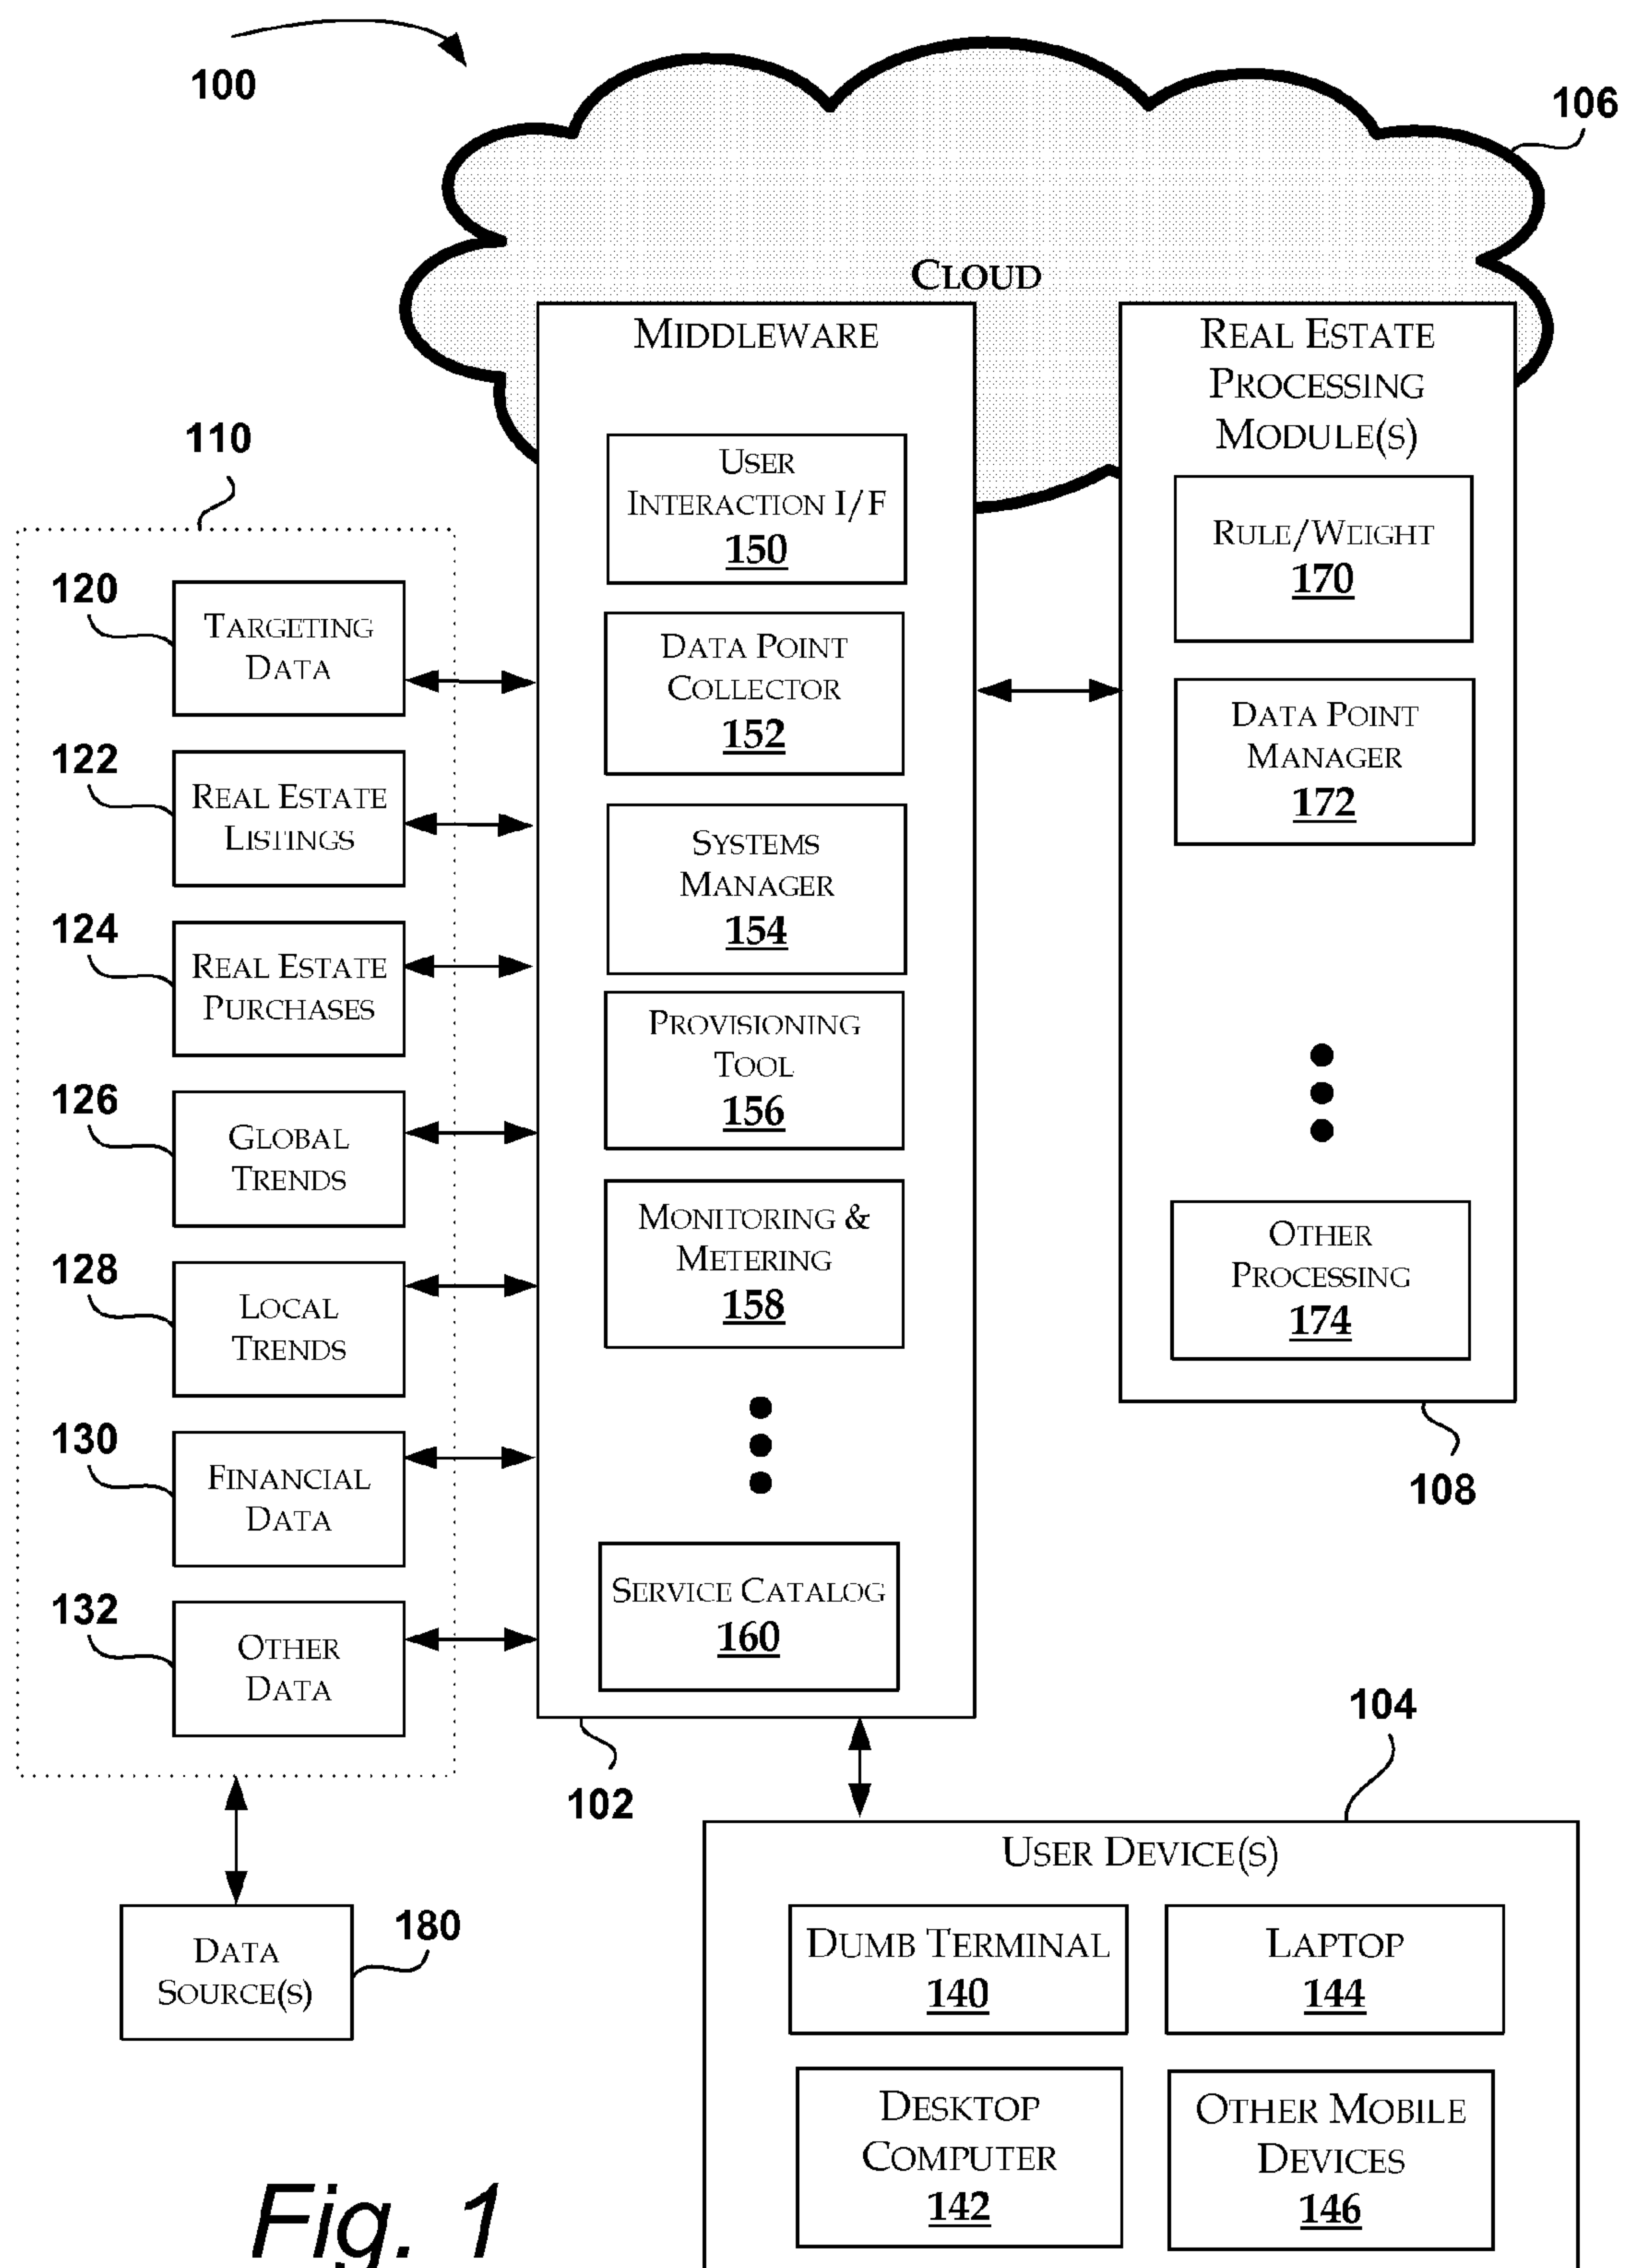 100
106
CLOUD
MIDDLEWARE
USER
INTERACTION I/F
150
DATA POINT
COLLECTOR
152
SYSTEMS
MANAGER
154
PROVISIONING
TOOL
156
MONITORING &
METERING
158
SERVICE CATALOG
160
102
REAL ESTATE
PROCESSING
MODULE(S)
RULE/WEIGHT
170
DATA POINT
MANAGER
172
OTHER
PROCESSING
174
108
110
120
TARGETING
DATA
122
REAL ESTATE
LISTINGS
124
REAL ESTATE
PURCHASES
126
GLOBAL
TRENDS
128
LOCAL
TRENDS
130
FINANCIAL
DATA
132
OTHER
DATA
DATA
SOURCE(S)
180
104
USER DEVICE(S)
DUMB TERMINAL
140
LAPTOP
144
DESKTOP
COMPUTER
142
OTHER MOBILE
DEVICES
146
Fig. 1